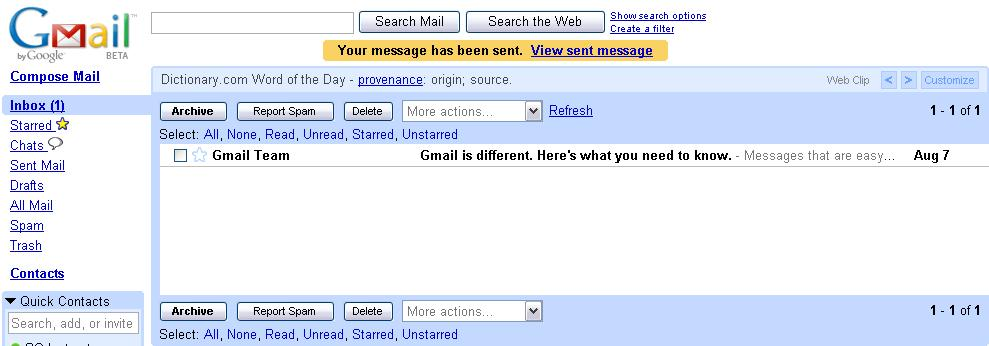 Gmail™
by Google BETA
Search Mail
Search the Web
Show search options
Create a filter
Your message has been sent. View sent message
Compose Mail
Inbox (1)
Starred
Chats
Sent Mail
Drafts
All Mail
Spam
Trash
Contacts
Quick Contacts
Search, add, or invite
Dictionary.com Word of the Day - provenance: origin; source.
Web Clip < > Customize
Archive Report Spam Delete More actions... Refresh 1 - 1 of 1
Select: All, None, Read, Unread, Starred, Unstarred
Gmail Team Gmail is different. Here's what you need to know. - Messages that are easy... Aug 7
Archive Report Spam Delete More actions... 1 - 1 of 1
Select: All, None, Read, Unread, Starred, Unstarred